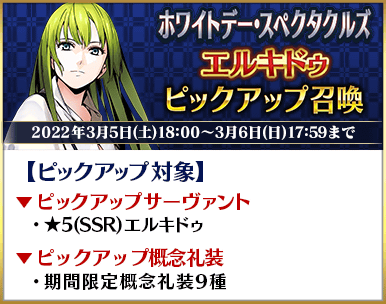 ホワイトデー・スペクタクルズ
エルキドゥ
ピックアップ召喚
2022年3月5日(土)18:00～3月6日(日)17:59まで
【ピックアップ対象】
▼ピックアップサーヴァント
・★5(SSR)エルキドゥ
▼ピックアップ概念礼装
・期間限定概念礼装9種